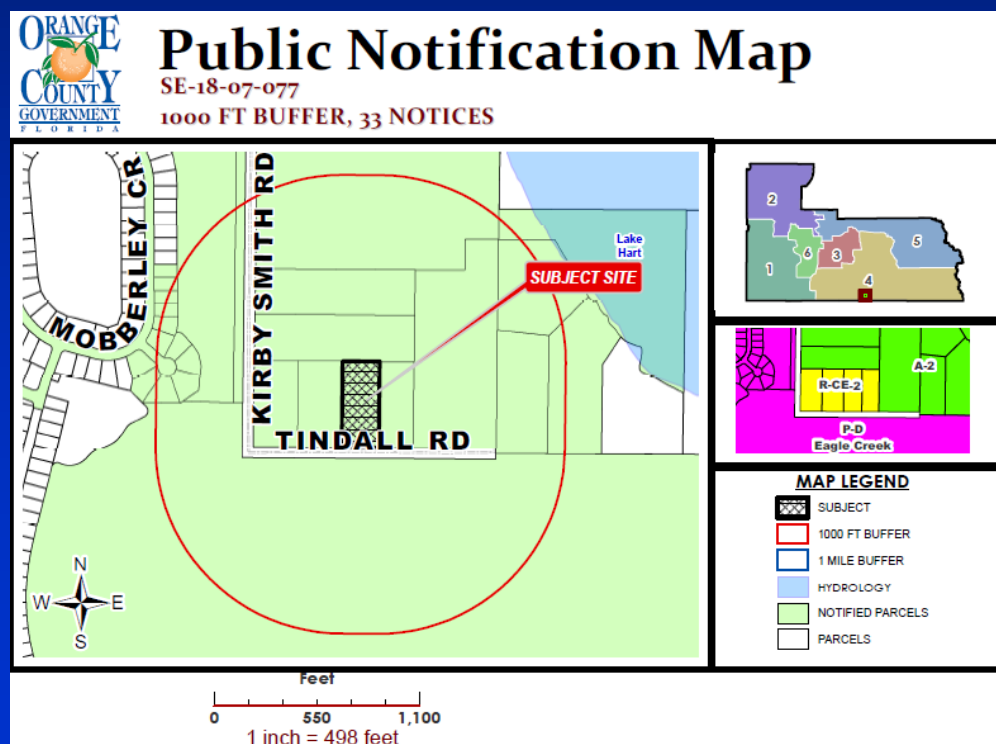 ORANGE
COUNTY
GOVERNMENT
FLORIDA
Public Notification Map
SE-18-07-077
1000 FT BUFFER, 33 NOTICES
MOBBERLEY CR
KIRBY SMITH RD
TINDALL RD
Lake
Hart
SUBJECT SITE
N
W E
S
2
1
6
3
5
4
R-CE-2
A-2
P-D
Eagle Creek
MAP LEGEND
SUBJECT
1000 FT BUFFER
1 MILE BUFFER
HYDROLOGY
NOTIFIED PARCELS
PARCELS
Feet
0 550 1,100
1 inch = 498 feet